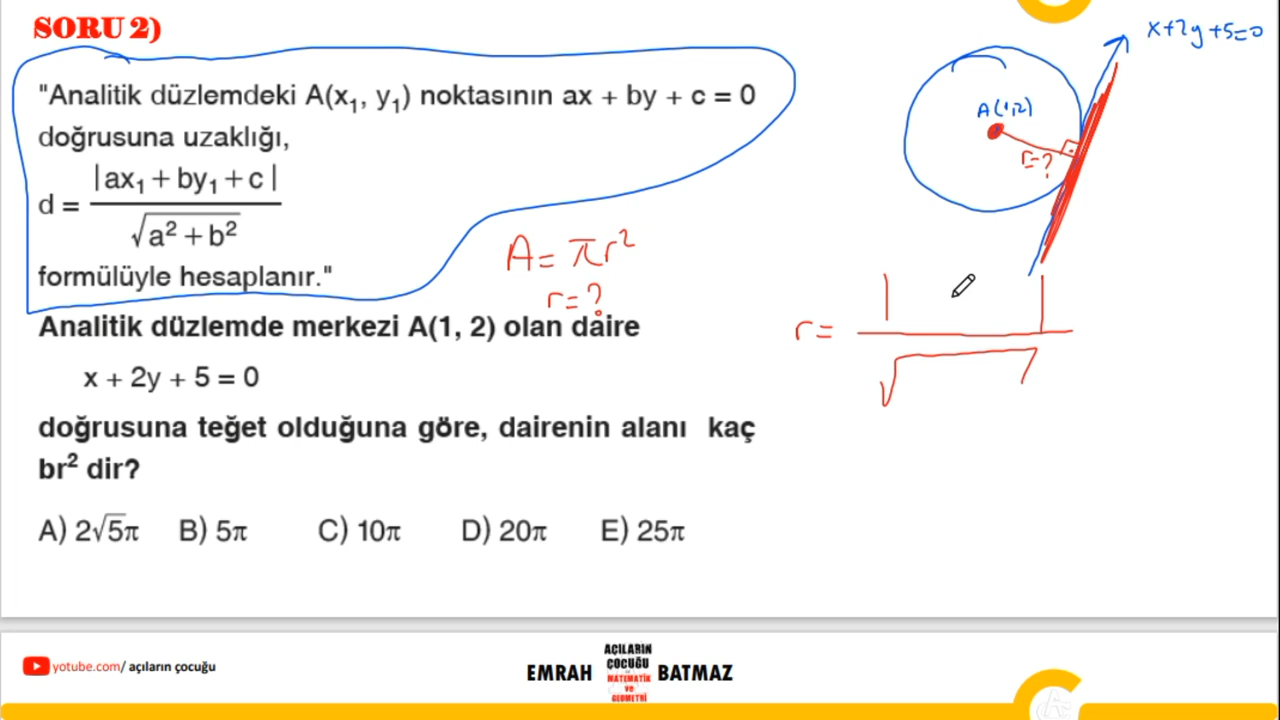 SORU 2)
"Analitik düzlemdeki A(x₁, y₁) noktasının ax + by + c = 0
doğrusuna uzaklığı,
d = |ax₁ + by₁ + c| / √(a² + b²)
formülüyle hesaplanır."
A = πr²
r = ?
Analitik düzlemde merkezi A(1, 2) olan daire
x + 2y + 5 = 0
doğrusuna teğet olduğuna göre, dairenin alanı kaç
br² dir?
A) 2√5π B) 5π C) 10π D) 20π E) 25π
x+2y+5=0
A(1,2)
r=?
r= | | / √
yotube.com/ açıların çocuğu
EMRAH
AÇILARIN
ÇOCUĞU
MATEMATİK
ve
GEOMETRİ
BATMAZ